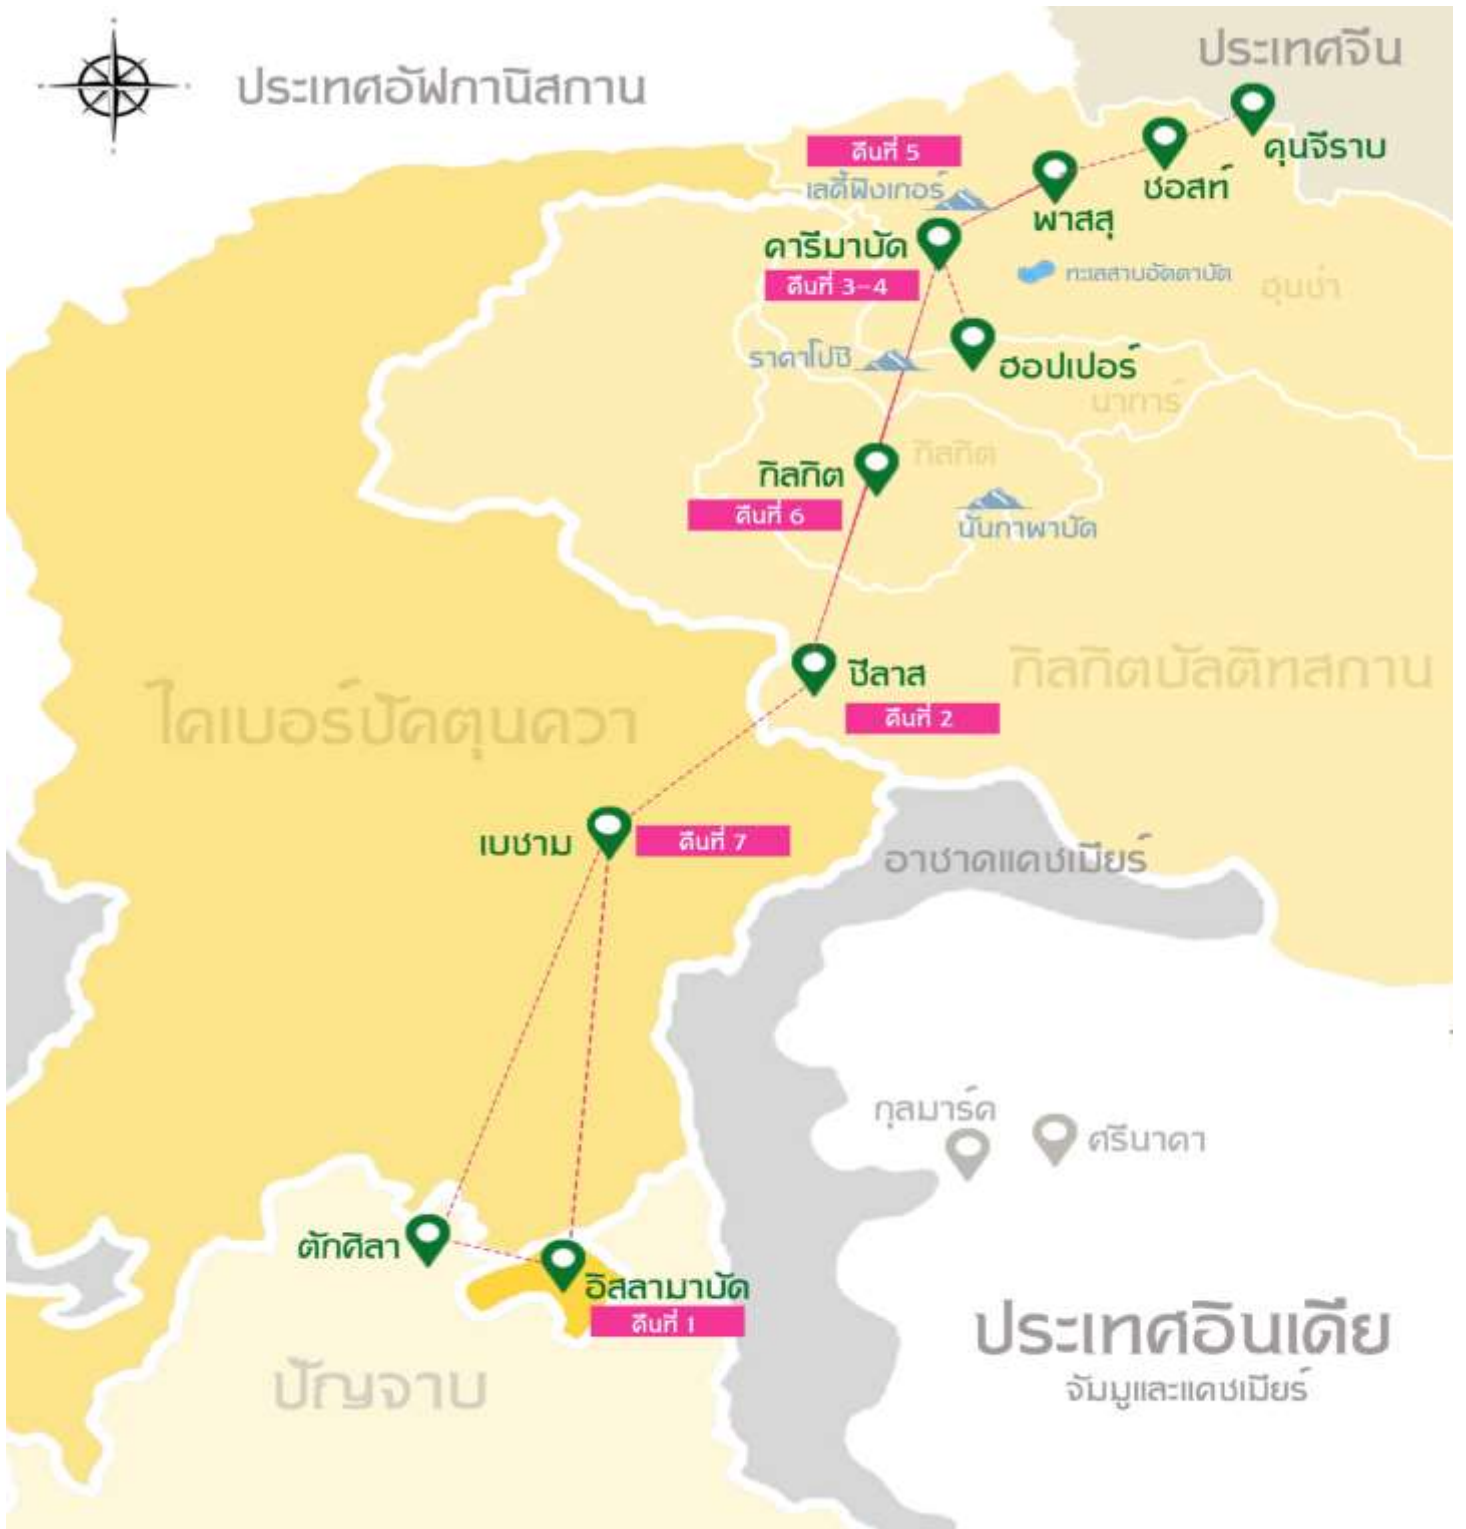 ประเทศจีน
ประเทศอัฟกานิสถาน
คุนจีราบ
คืนที่ 5
เลดี้ฟิงเกอร์
ชอสท์
พาสสุ
คารีมาบัด
คืนที่ 3-4
ทะเลสาบอัตตาบัด
ฮุนซ่า
ราคาโปชิ
ฮอปเปอร์
นาการ์
กิลกิต
กิลกิต
คืนที่ 6
นันกาพาบัต
ชีลาส
กิลกิตบัลติทสถาน
คืนที่ 2
ไคเบอร์ปัคตุนควา
เบชาม
คืนที่ 7
อาซาดแคชเมียร์
กุลมาร์ค
ศรีนาคา
ตักศิลา
อิสลามาบัด
คืนที่ 1
ประเทศอินเดีย
จัมมูและแคชเมียร์
ปัญจาบ